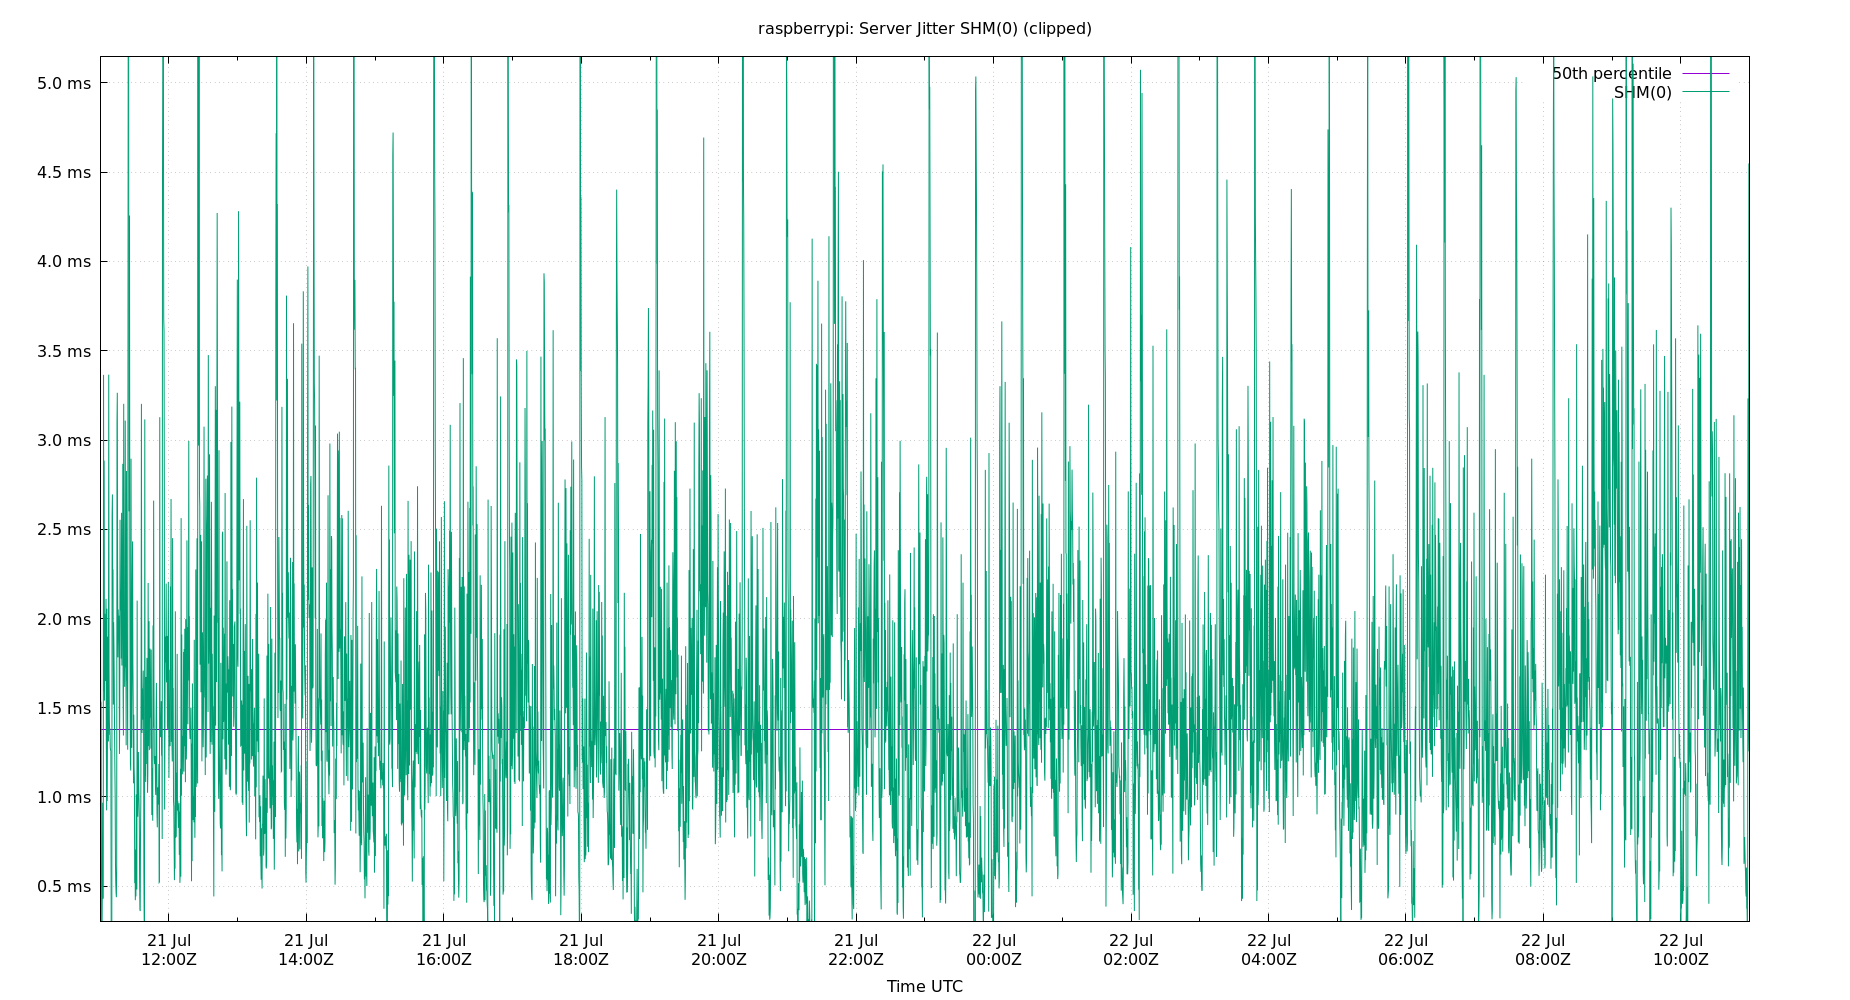 raspberrypi: Server Jitter SHM(0) (clipped)
50th percentile
SHM(0)
5.0 ms
4.5 ms
4.0 ms
3.5 ms
3.0 ms
2.5 ms
2.0 ms
1.5 ms
1.0 ms
0.5 ms
21 Jul 21 Jul 21 Jul 21 Jul 21 Jul 21 Jul 22 Jul 22 Jul 22 Jul 22 Jul 22 Jul 22 Jul
12:00Z 14:00Z 16:00Z 18:00Z 20:00Z 22:00Z 00:00Z 02:00Z 04:00Z 06:00Z 08:00Z 10:00Z
Time UTC